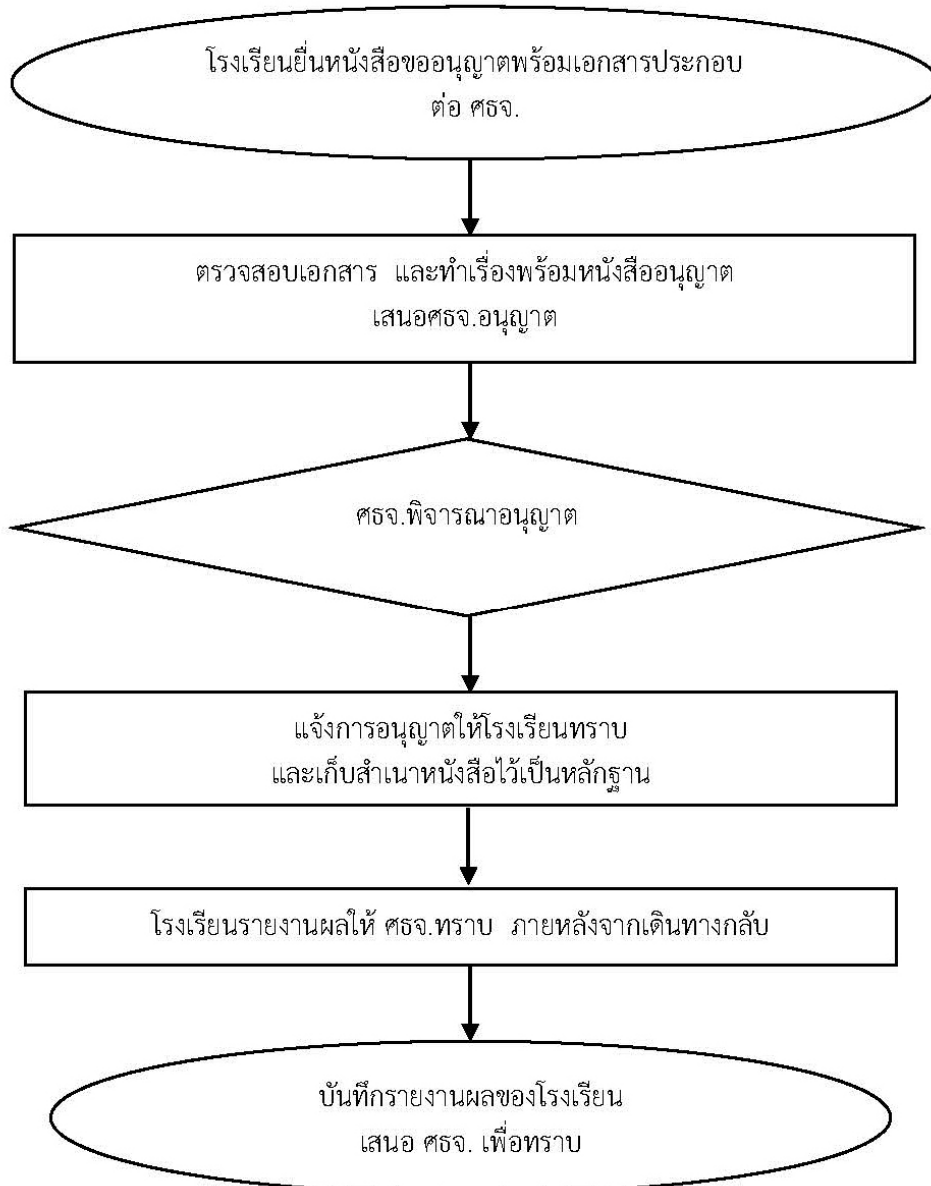 โรงเรียนยื่นหนังสือขออนุญาตพร้อมเอกสารประกอบ
ต่อ ศธจ.
ตรวจสอบเอกสาร และทำเรื่องพร้อมหนังสืออนุญาต
เสนอศธจ.อนุญาต
ศธจ.พิจารณาอนุญาต
แจ้งการอนุญาตให้โรงเรียนทราบ
และเก็บสำเนาหนังสือไว้เป็นหลักฐาน
โรงเรียนรายงานผลให้ ศธจ.ทราบ ภายหลังจากเดินทางกลับ
บันทึกรายงานผลของโรงเรียน
เสนอ ศธจ. เพื่อทราบ